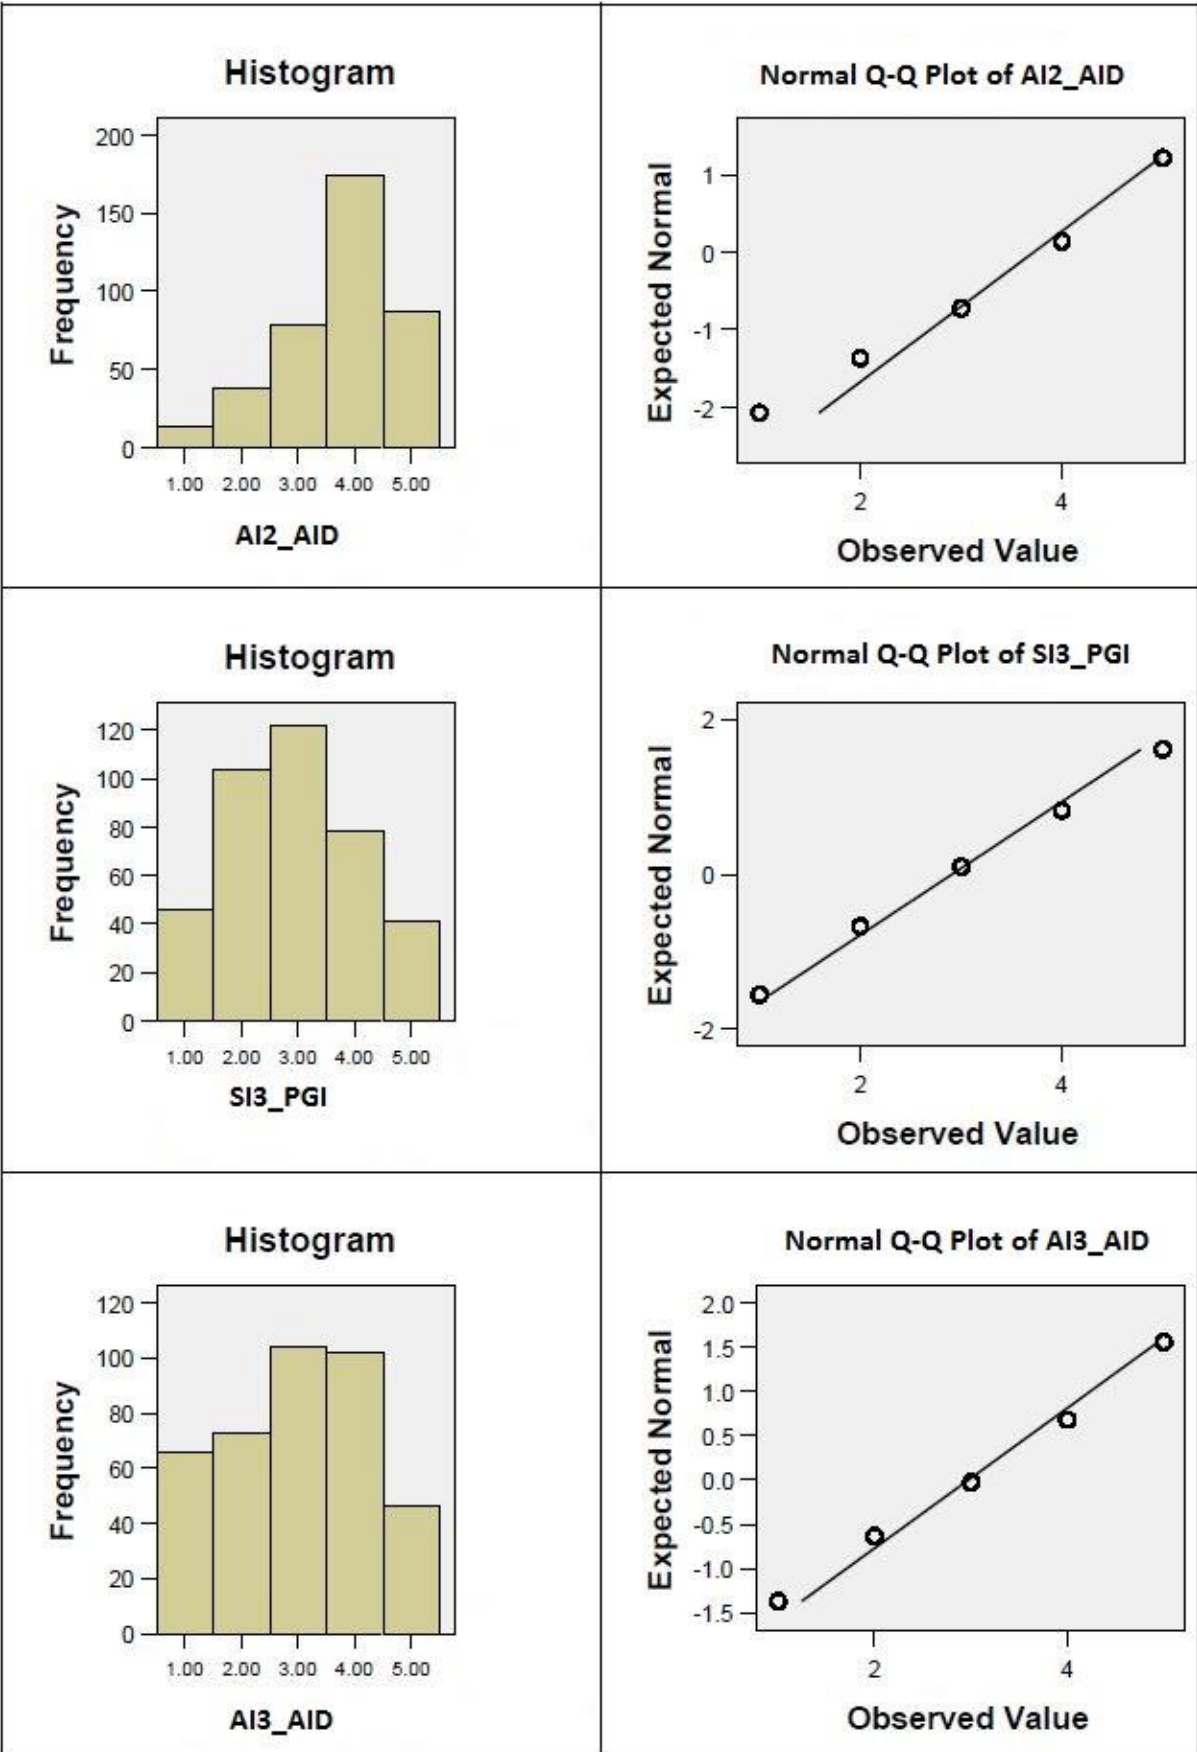 Histogram
Frequency
200
150
100
50
0
1.00 2.00 3.00 4.00 5.00
AI2_AID
Normal Q-Q Plot of AI2_AID
Expected Normal
1
0
-1
-2
2 4
Observed Value
Histogram
Frequency
120
100
80
60
40
20
0
1.00 2.00 3.00 4.00 5.00
SI3_PGI
Normal Q-Q Plot of SI3_PGI
Expected Normal
2
0
-2
2 4
Observed Value
Histogram
Frequency
120
100
80
60
40
20
0
1.00 2.00 3.00 4.00 5.00
AI3_AID
Normal Q-Q Plot of AI3_AID
Expected Normal
2.0
1.5
1.0
0.5
0.0
-0.5
-1.0
-1.5
2 4
Observed Value